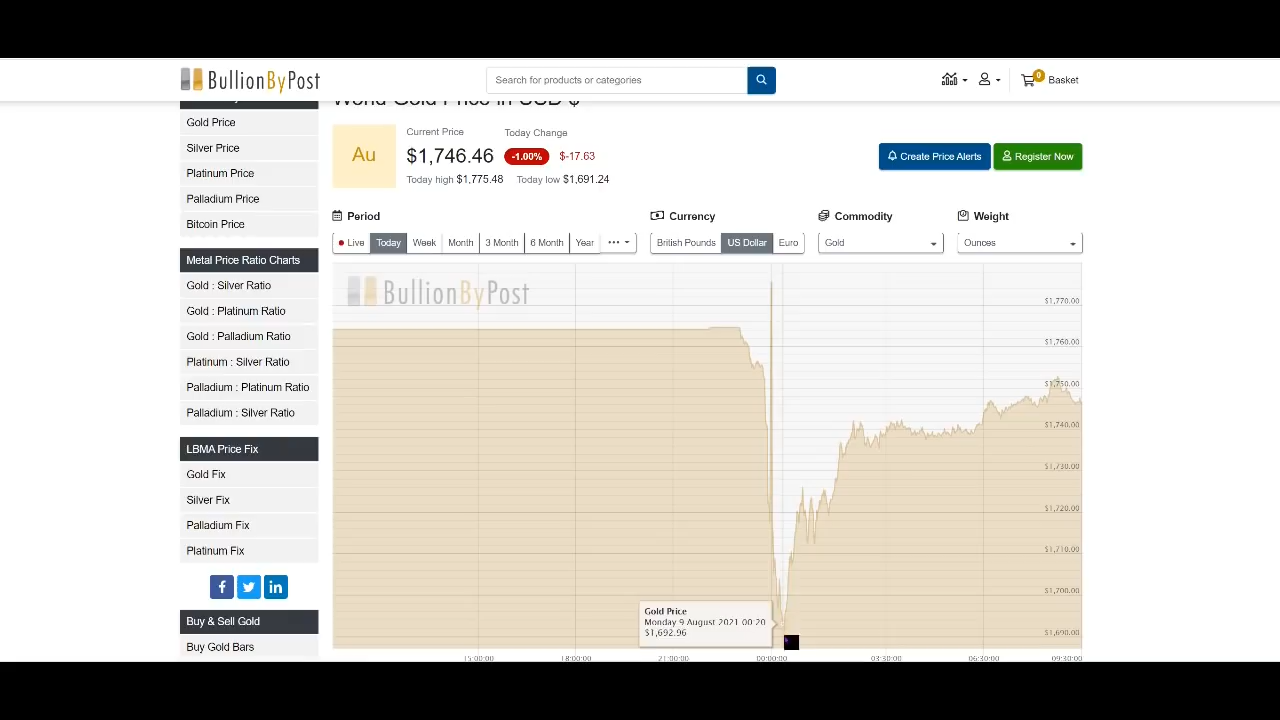 BullionByPost
Search for products or categories
0
Basket
World Gold Price in USD $
Gold Price
Silver Price
Platinum Price
Palladium Price
Bitcoin Price
Metal Price Ratio Charts
Gold : Silver Ratio
Gold : Platinum Ratio
Gold : Palladium Ratio
Platinum : Silver Ratio
Palladium : Platinum Ratio
Palladium : Silver Ratio
LBMA Price Fix
Gold Fix
Silver Fix
Palladium Fix
Platinum Fix
f
in
Buy & Sell Gold
Buy Gold Bars
Au
Current Price
Today Change
$1,746.46
-1.00%
$-17.63
Today high $1,775.48
Today low $1,691.24
Create Price Alerts
Register Now
Period
Live
Today
Week
Month
3 Month
6 Month
Year
Currency
British Pounds
US Dollar
Euro
Commodity
Gold
Weight
Ounces
BullionByPost
$1,770.00
$1,760.00
$1,750.00
$1,740.00
$1,730.00
$1,720.00
$1,710.00
$1,700.00
$1,690.00
Gold Price
Monday 9 August 2021 00:20
$1,692.96
15:00:00
18:00:00
21:00:00
00:00:00
03:30:00
06:30:00
09:30:00